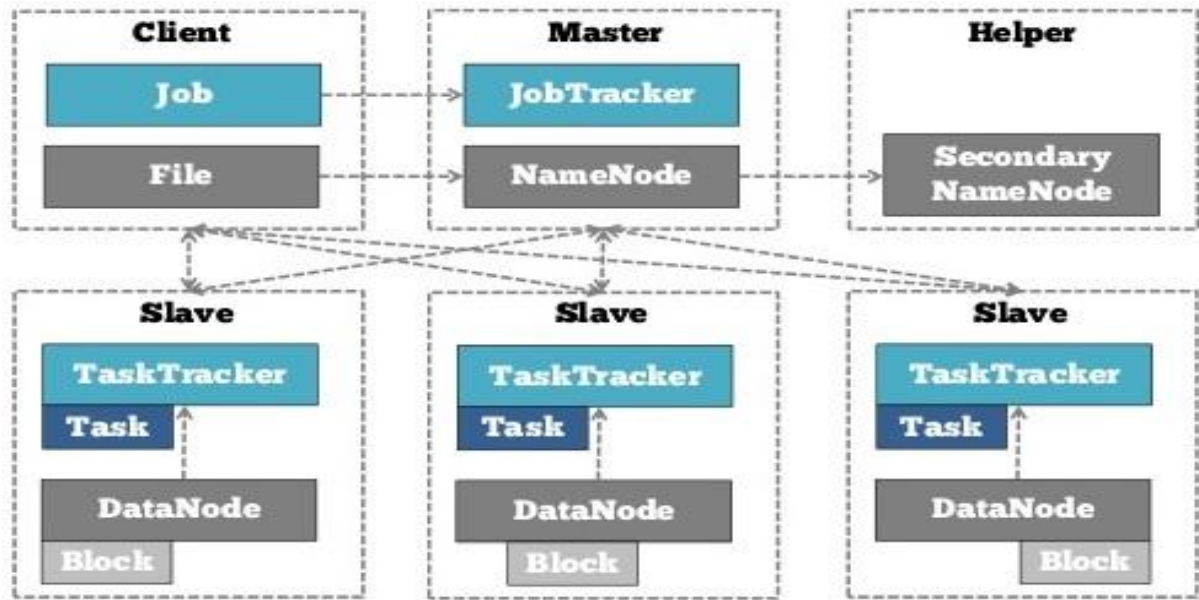 Client
Master
Helper
Job
JobTracker
File
NameNode
Secondary
NameNode
Slave
Slave
Slave
TaskTracker
TaskTracker
TaskTracker
Task
Task
Task
DataNode
DataNode
DataNode
Block
Block
Block